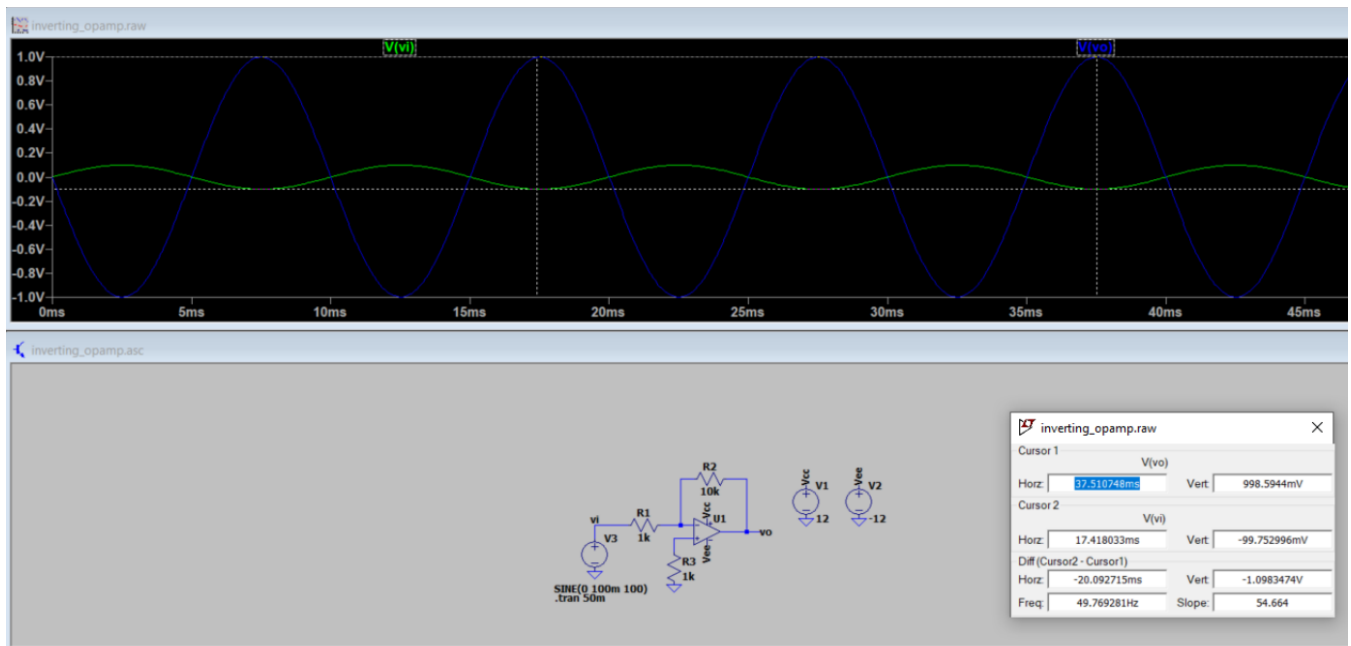 inverting_opamp.raw
V(vi)
V(vo)
1.0V
0.8V
0.6V
0.4V
0.2V
0.0V
-0.2V
-0.4V
-0.6V
-0.8V
-1.0V
0ms 5ms 10ms 15ms 20ms 25ms 30ms 35ms 40ms 45ms
inverting_opamp.asc
R2
10k
vi
R1
1k
Vcc
U1
vo
V3
Vee
R3
1k
SINE(0 100m 100)
.tran 50m
Vcc
V1
12
Vee
V2
-12
inverting_opamp.raw
Cursor 1
V(vo)
Horz: 37.510748ms Vert: 998.5944mV
Cursor 2
V(vi)
Horz: 17.418033ms Vert: -99.752996mV
Diff (Cursor2 - Cursor1)
Horz: -20.092715ms Vert: -1.0983474V
Freq: 49.769281Hz Slope: 54.664